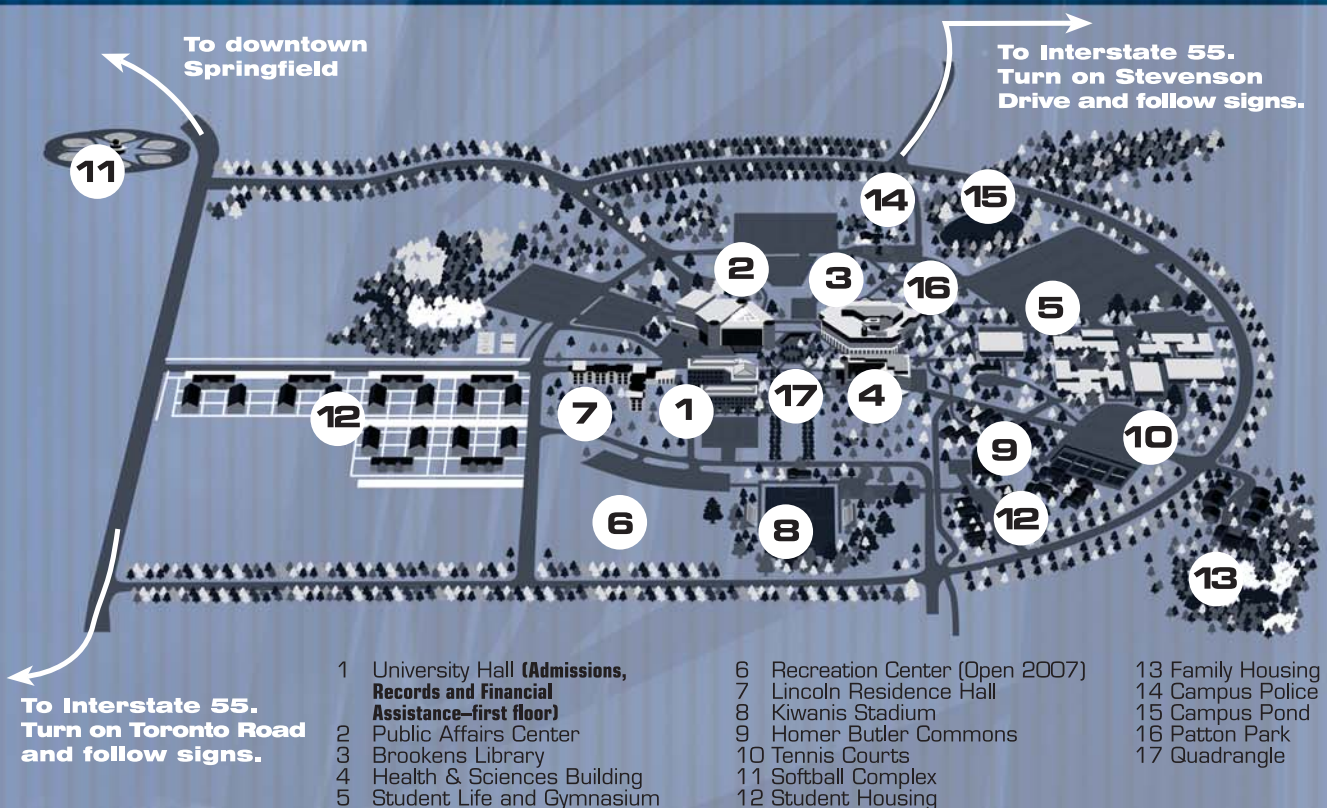 To downtown
Springfield
To Interstate 55.
Turn on Stevenson
Drive and follow signs.
11
14
15
2
3
16
5
12
7
1
17
4
9
10
6
8
12
13
To Interstate 55.
Turn on Toronto Road
and follow signs.
1 University Hall (Admissions,
Records and Financial
Assistance–first floor)
2 Public Affairs Center
3 Brookens Library
4 Health & Sciences Building
5 Student Life and Gymnasium
6 Recreation Center (Open 2007)
7 Lincoln Residence Hall
8 Kiwanis Stadium
9 Homer Butler Commons
10 Tennis Courts
11 Softball Complex
12 Student Housing
13 Family Housing
14 Campus Police
15 Campus Pond
16 Patton Park
17 Quadrangle